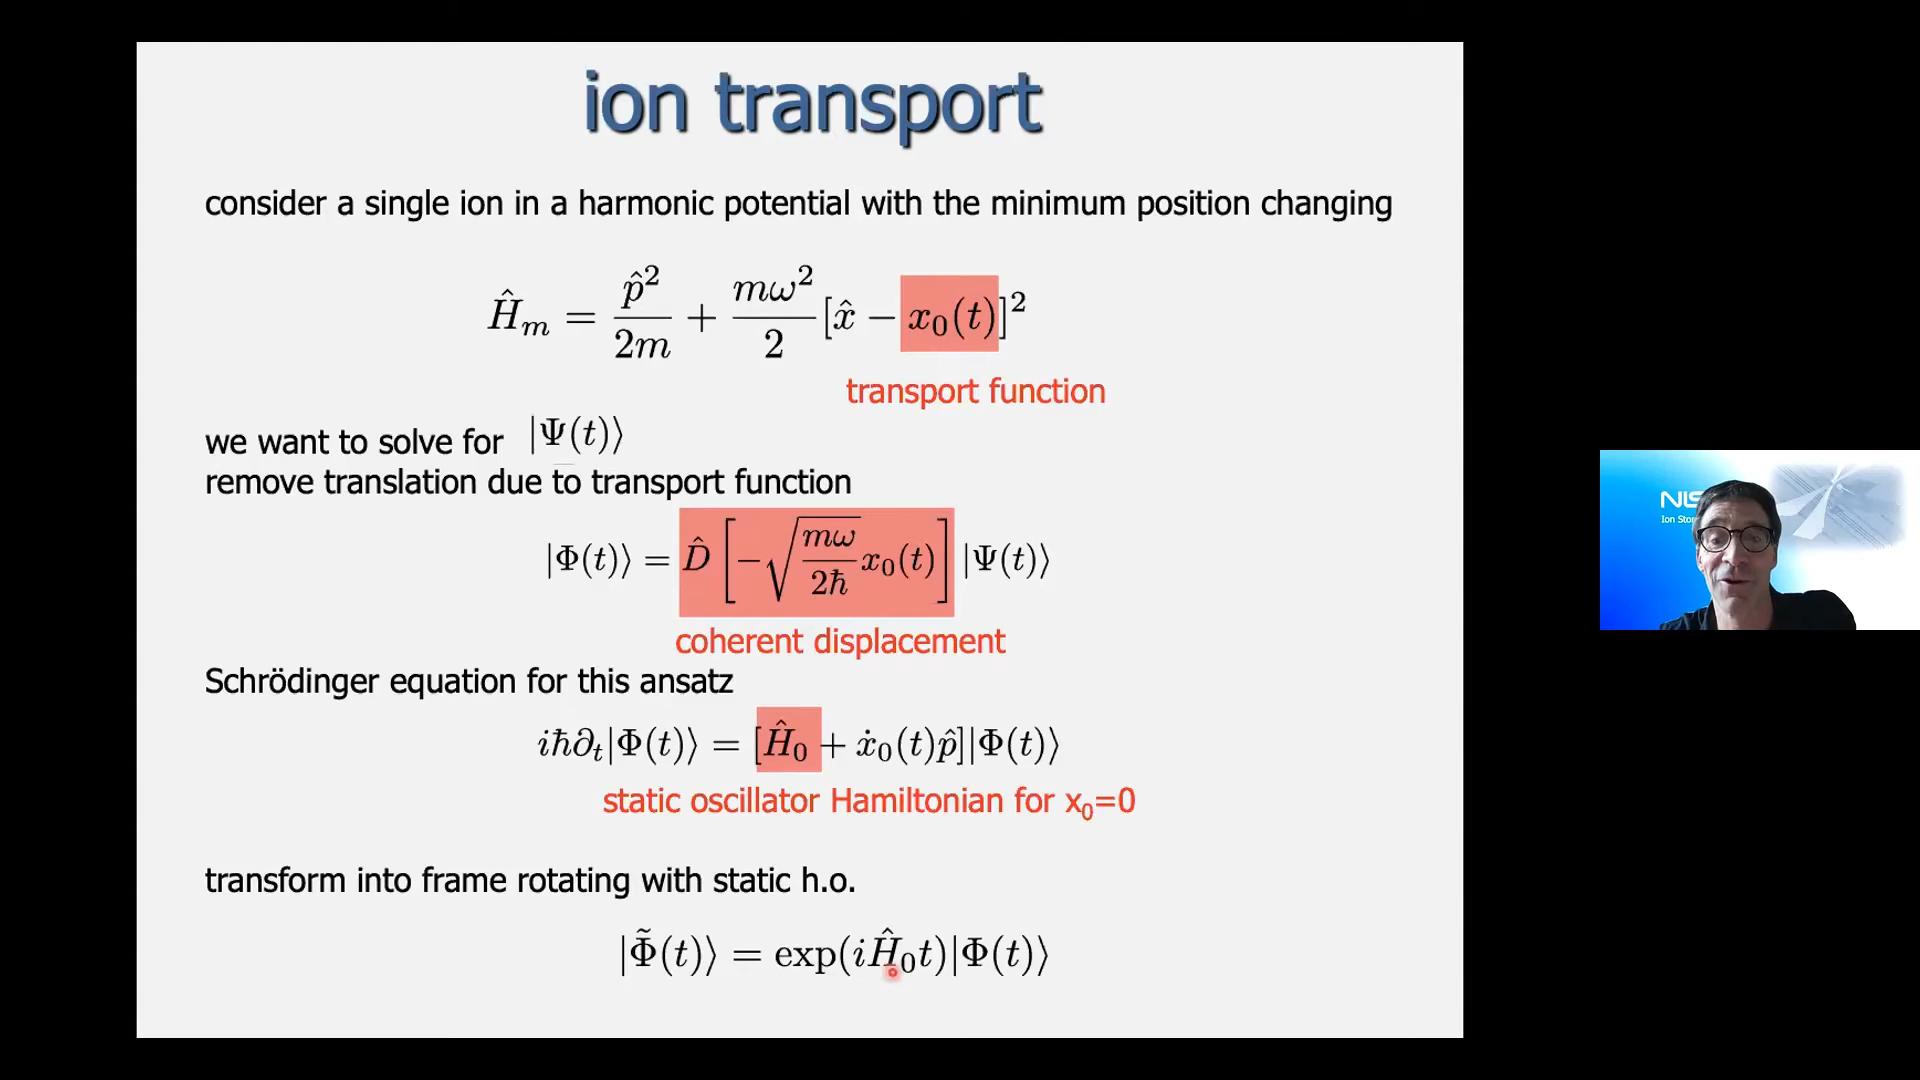 ion transport
consider a single ion in a harmonic potential with the minimum position changing
Ĥₘ = p̂²/2m + mω²/2 [x̂ − x₀(t)]²
transport function
we want to solve for |Ψ(t)⟩
remove translation due to transport function
|Φ(t)⟩ = D̂ [−√(mω/2ħ) x₀(t)] |Ψ(t)⟩
coherent displacement
Schrödinger equation for this ansatz
iħ∂ₜ|Φ(t)⟩ = [Ĥ₀ + ẋ₀(t)p̂]|Φ(t)⟩
static oscillator Hamiltonian for x₀=0
transform into frame rotating with static h.o.
|Φ̃(t)⟩ = exp(iĤ₀t)|Φ(t)⟩
Ion